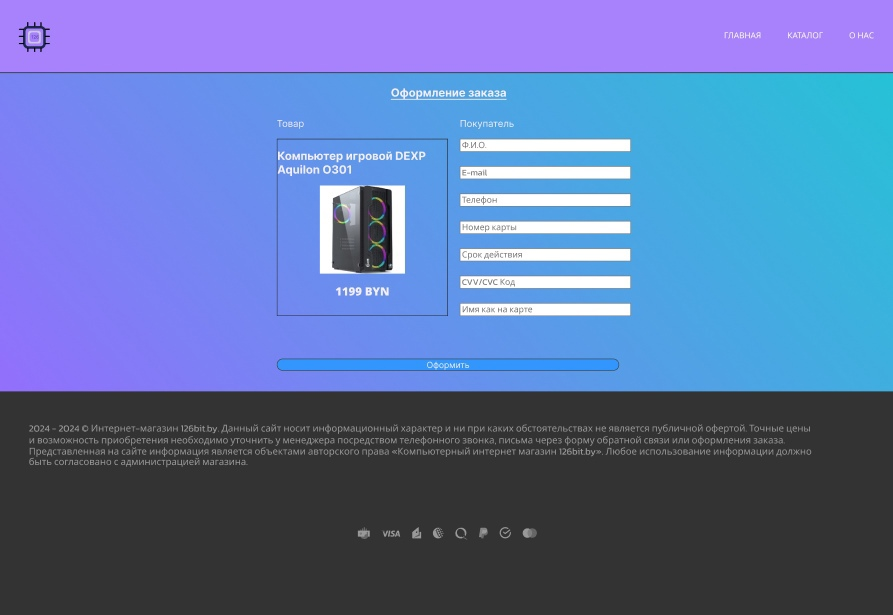 ГЛАВНАЯ КАТАЛОГ О НАС
Оформление заказа
Товар
Покупатель
Компьютер игровой DEXP
Aquilon O301
1199 BYN
Ф.И.О.
E-mail
Телефон
Номер карты
Срок действия
CVV/CVC Код
Имя как на карте
Оформить
2024 - 2024 © Интернет-магазин 126bit.by. Данный сайт носит информационный характер и ни при каких обстоятельствах не является публичной офертой. Точные цены
и возможность приобретения необходимо уточнить у менеджера посредством телефонного звонка, письма через форму обратной связи или оформления заказа.
Представленная на сайте информация является объектами авторского права «Компьютерный интернет магазин 126bit.by». Любое использование информации должно
быть согласовано с администрацией магазина.
VISA